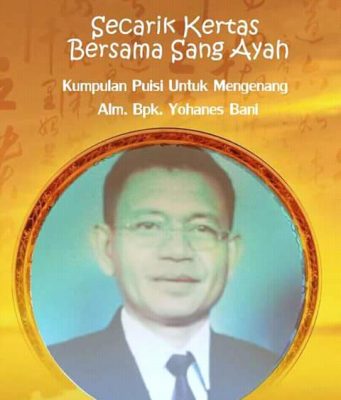 Secarik Kertas
Bersama Sang Ayah
Kumpulan Puisi Untuk Mengenang
Alm. Bpk. Yohanes Bani